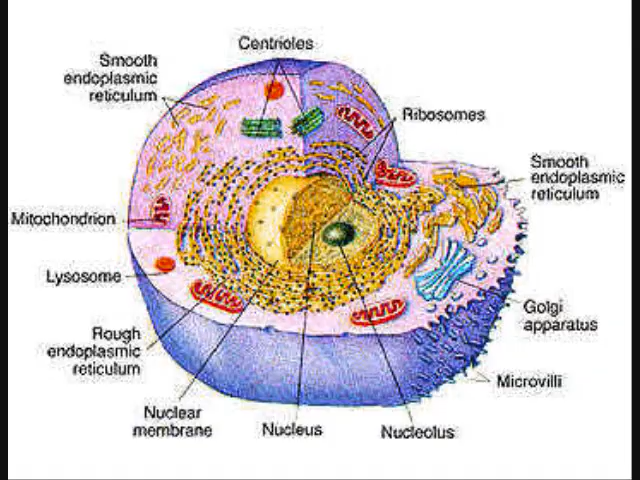 Centrioles
Smooth
endoplasmic
reticulum
Ribosomes
Smooth
endoplasmic
reticulum
Mitochondrion
Lysosome
Golgi
apparatus
Rough
endoplasmic
reticulum
Microvilli
Nuclear
membrane
Nucleus
Nucleolus